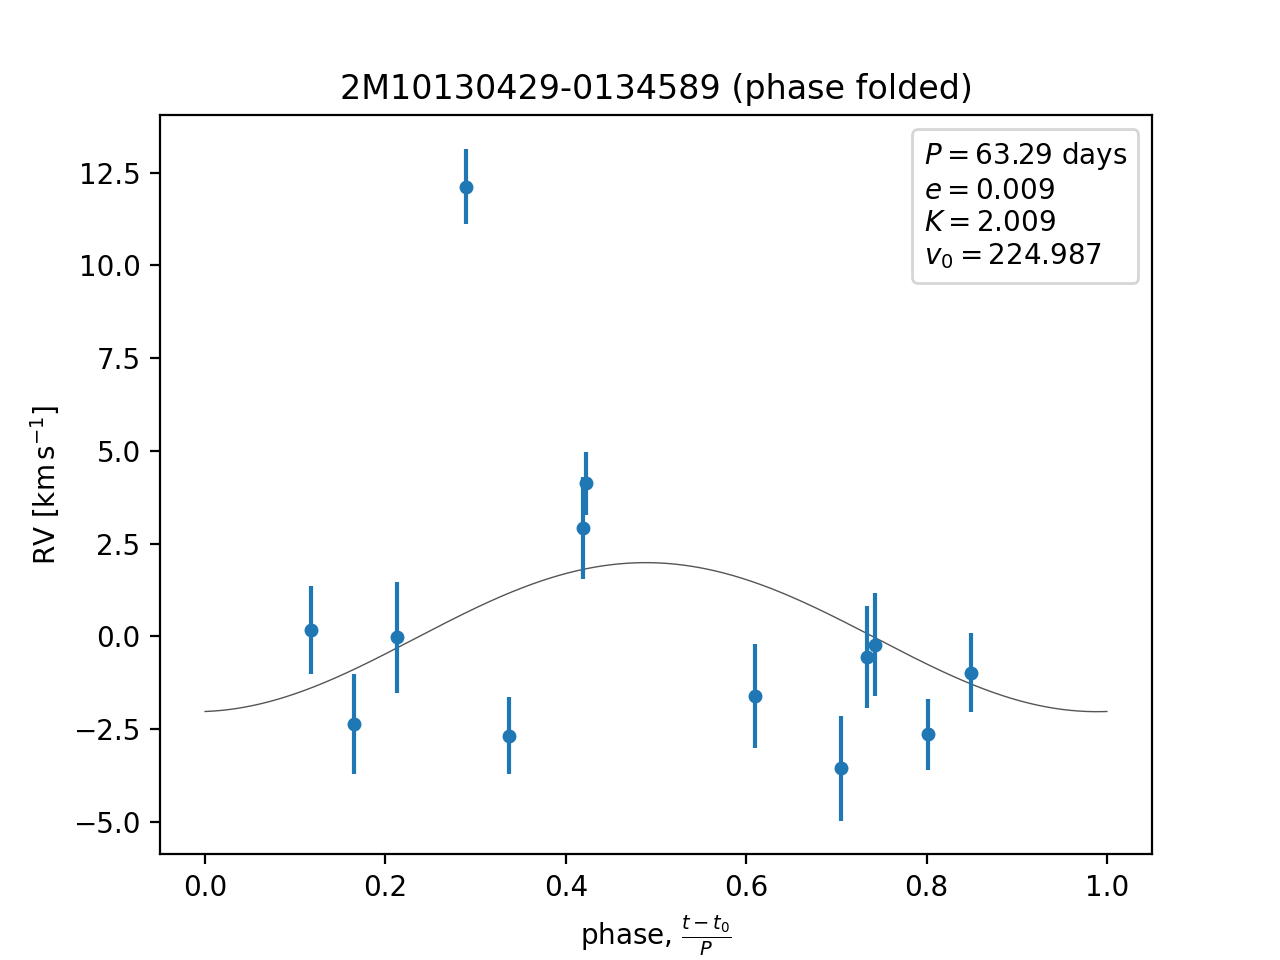 2M10130429-0134589 (phase folded)
P = 63.29 days
e = 0.009
K = 2.009
v₀ = 224.987
12.5
10.0
7.5
5.0
2.5
0.0
−2.5
−5.0
RV [km s⁻¹]
0.0 0.2 0.4 0.6 0.8 1.0
phase, (t − t₀)/P